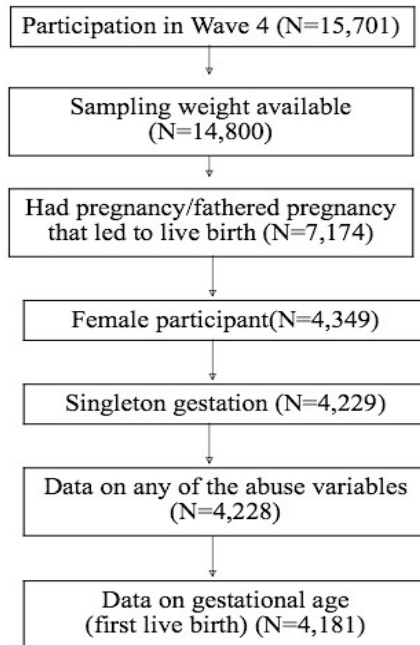 Participation in Wave 4 (N=15,701)
Sampling weight available
(N=14,800)
Had pregnancy/fathered pregnancy
that led to live birth (N=7,174)
Female participant(N=4,349)
Singleton gestation (N=4,229)
Data on any of the abuse variables
(N=4,228)
Data on gestational age
(first live birth) (N=4,181)